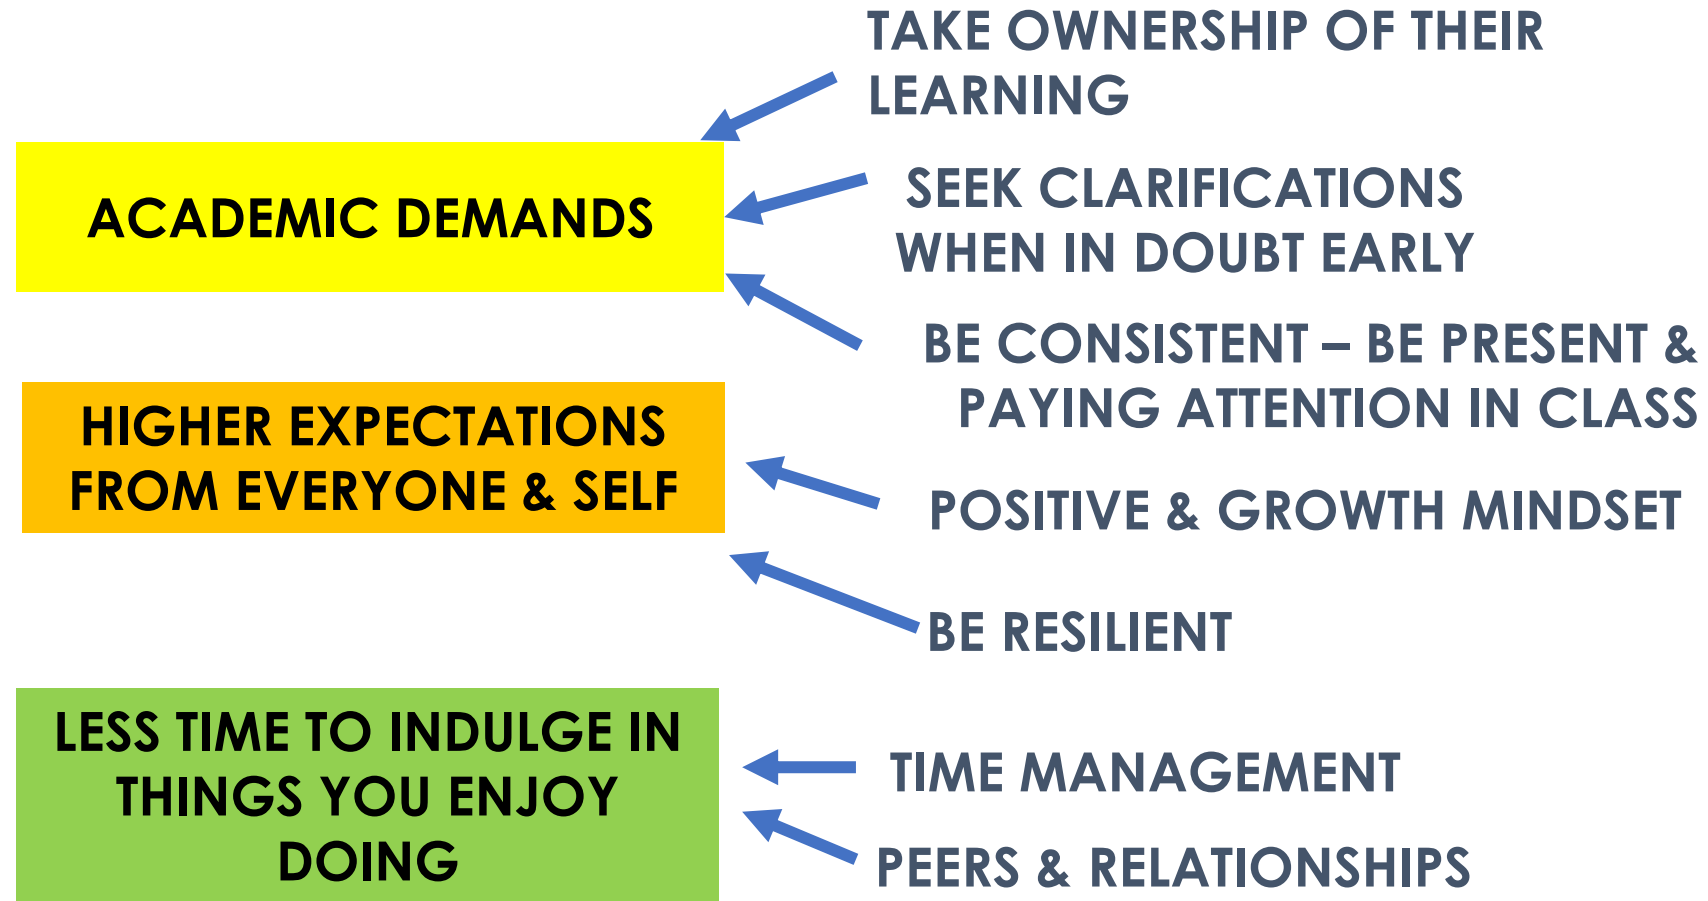 TAKE OWNERSHIP OF THEIR
LEARNING
ACADEMIC DEMANDS
SEEK CLARIFICATIONS
WHEN IN DOUBT EARLY
BE CONSISTENT – BE PRESENT &
PAYING ATTENTION IN CLASS
HIGHER EXPECTATIONS
FROM EVERYONE & SELF
POSITIVE & GROWTH MINDSET
BE RESILIENT
LESS TIME TO INDULGE IN
THINGS YOU ENJOY
DOING
TIME MANAGEMENT
PEERS & RELATIONSHIPS